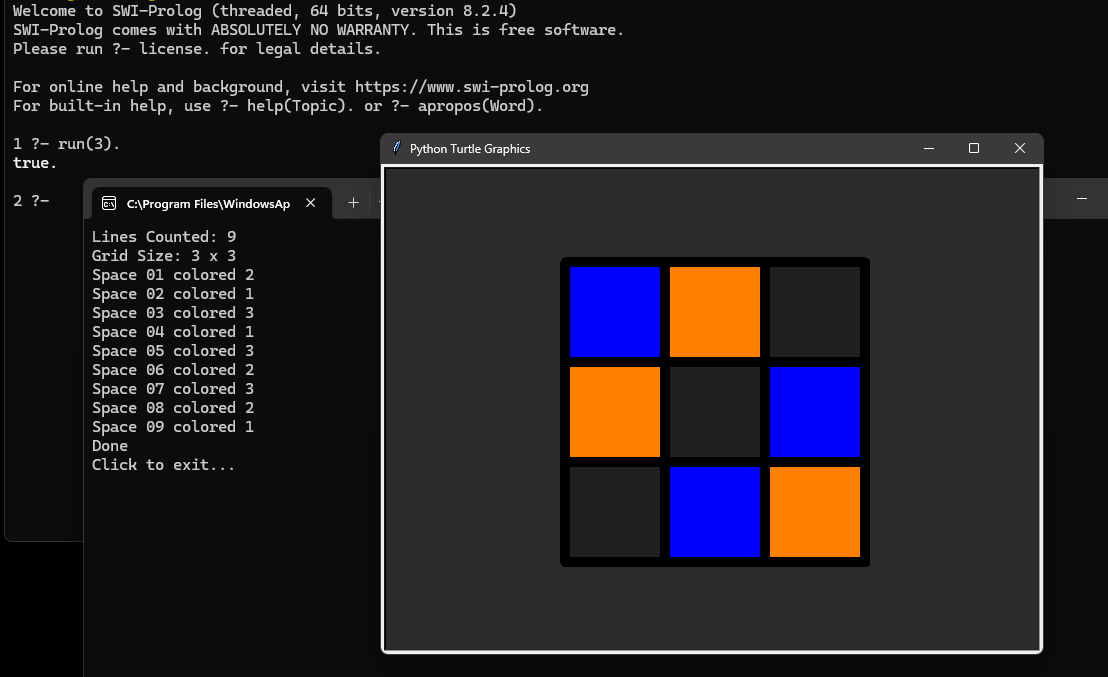 Welcome to SWI-Prolog (threaded, 64 bits, version 8.2.4)
SWI-Prolog comes with ABSOLUTELY NO WARRANTY. This is free software.
Please run ?- license. for legal details.
For online help and background, visit https://www.swi-prolog.org
For built-in help, use ?- help(Topic). or ?- apropos(Word).
1 ?- run(3).
true.
2 ?-
Python Turtle Graphics
C:\Program Files\WindowsAp
Lines Counted: 9
Grid Size: 3 x 3
Space 01 colored 2
Space 02 colored 1
Space 03 colored 3
Space 04 colored 1
Space 05 colored 3
Space 06 colored 2
Space 07 colored 3
Space 08 colored 2
Space 09 colored 1
Done
Click to exit...